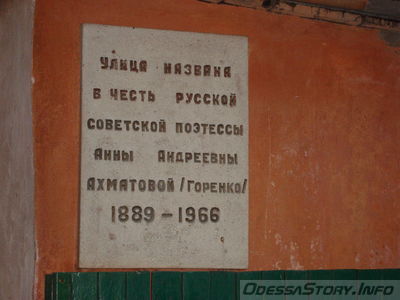 УЛИЦА НАЗВАНА
В ЧЕСТЬ РУССКОЙ
СОВЕТСКОЙ ПОЭТЕССЫ
АННЫ АНДРЕЕВНЫ
АХМАТОВОЙ /ГОРЕНКО/
1889 – 1966
OdessaStory.Info